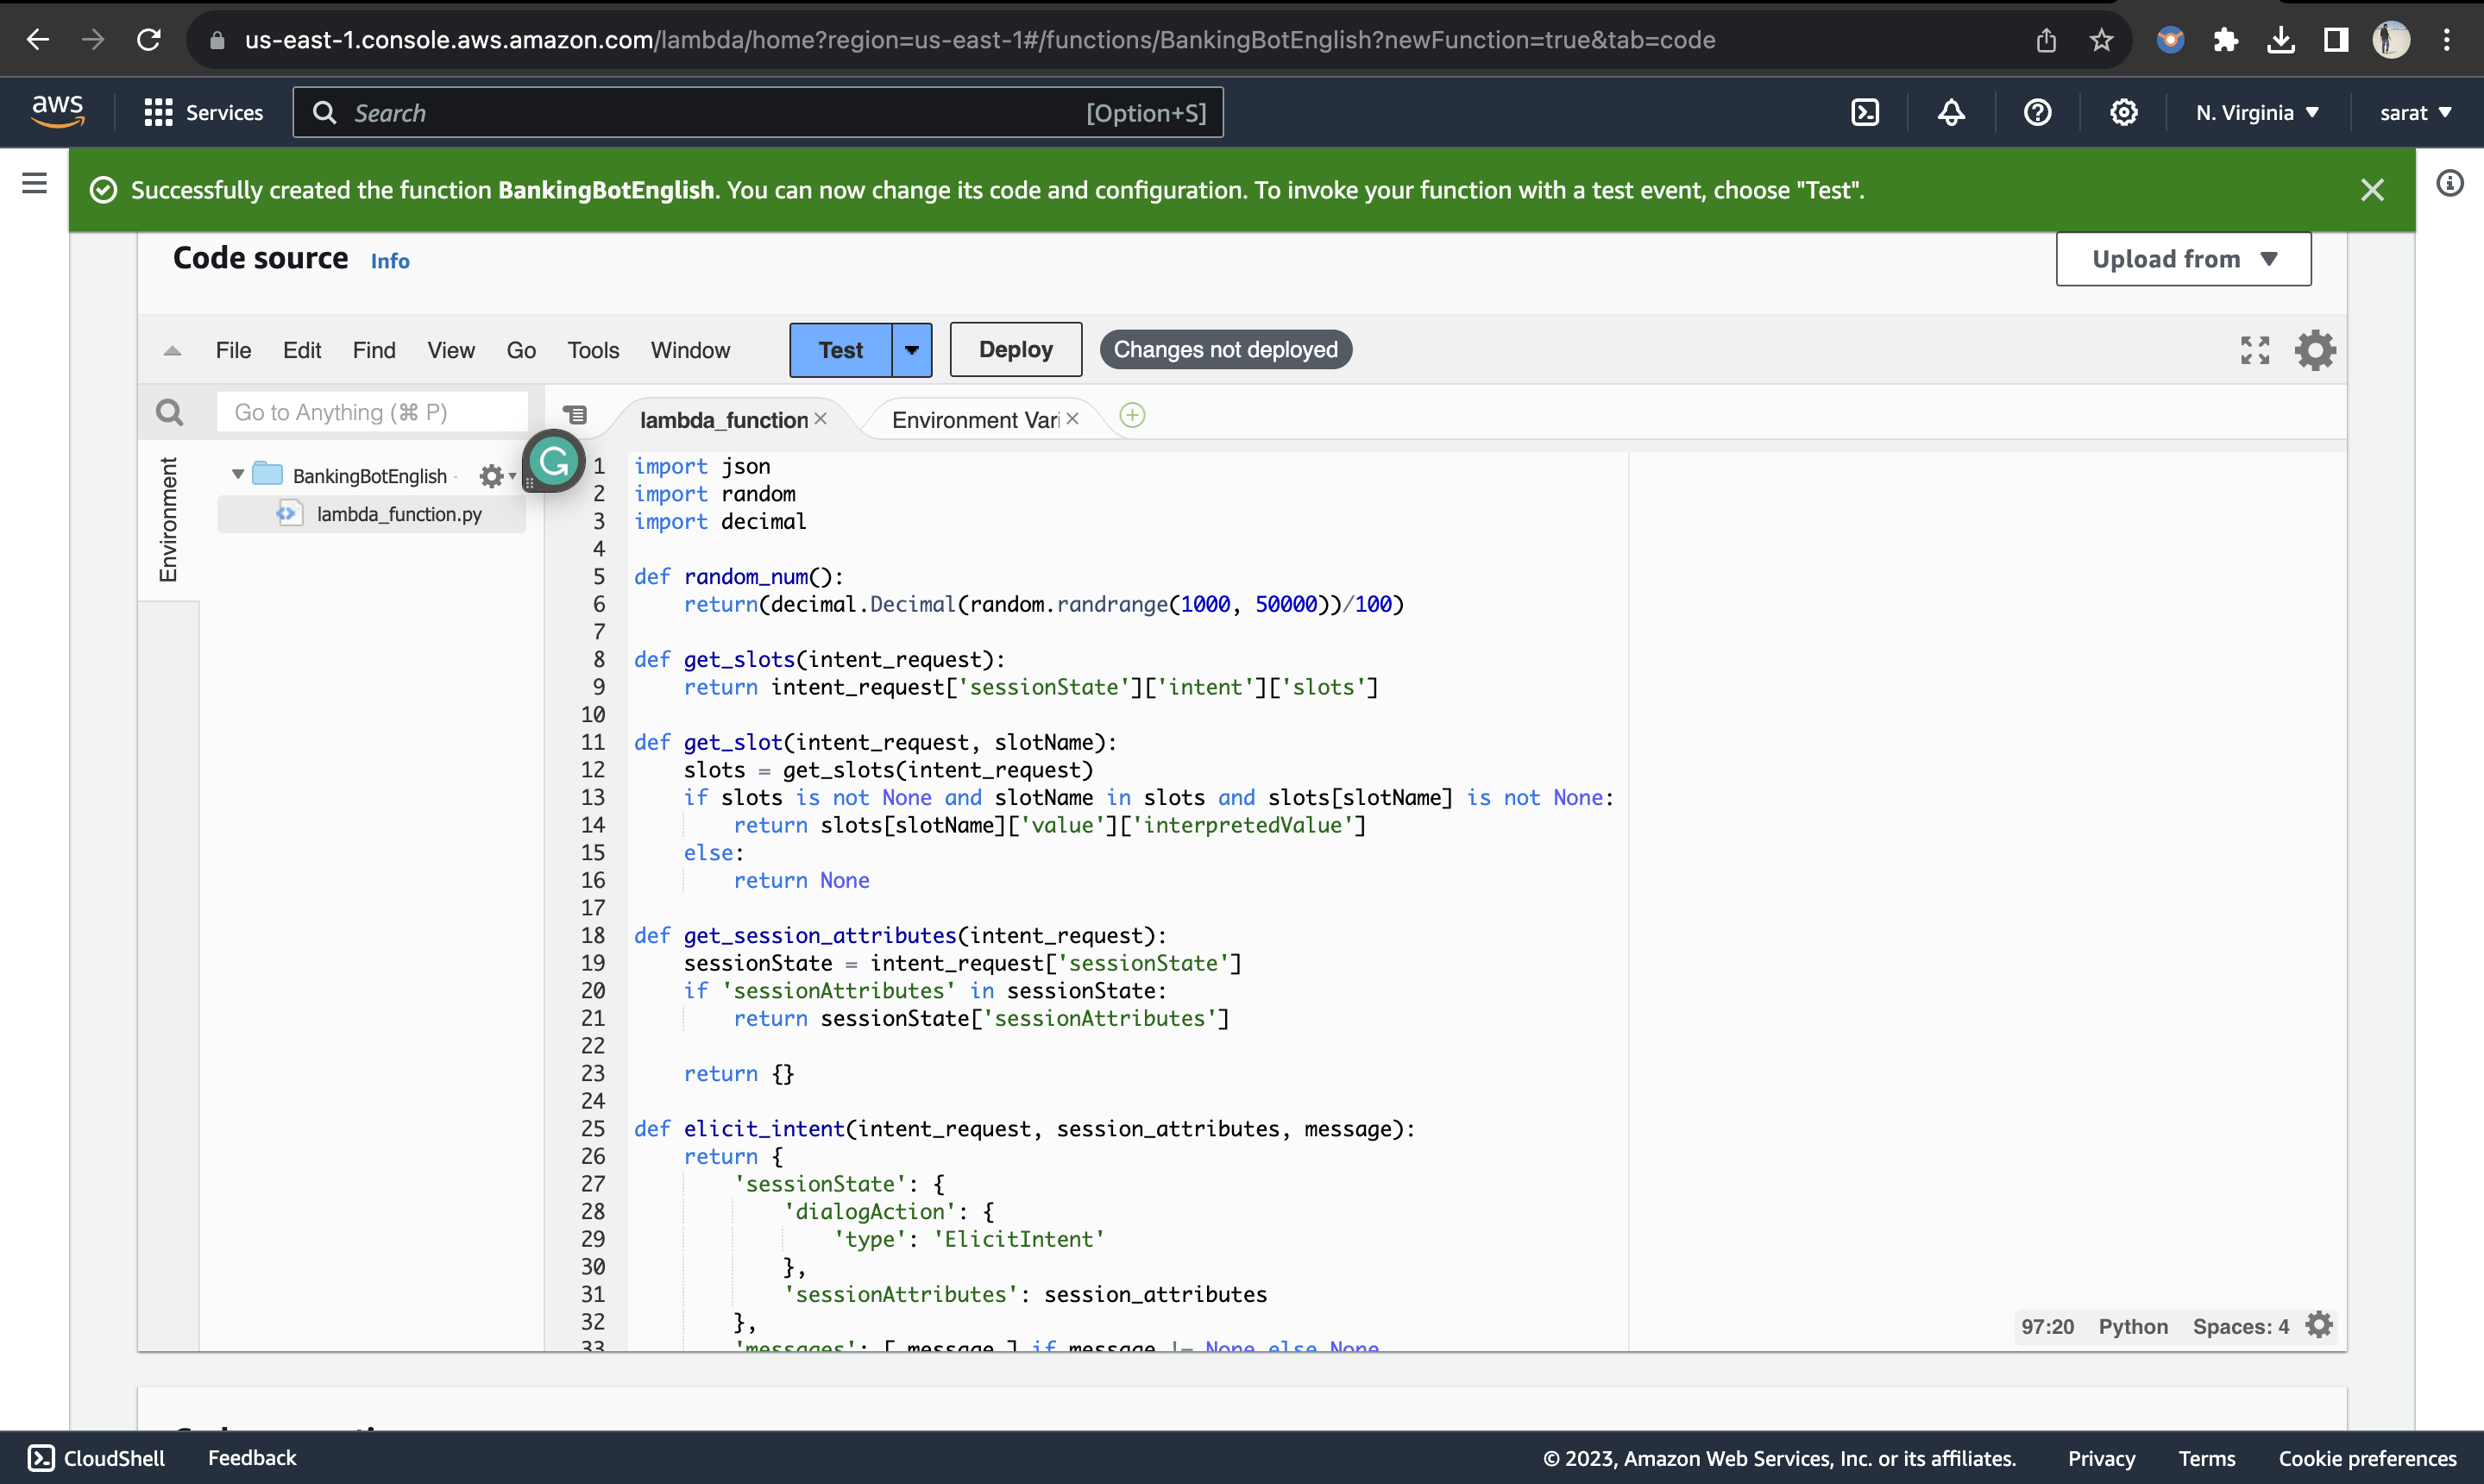 us-east-1.console.aws.amazon.com/lambda/home?region=us-east-1#/functions/BankingBotEnglish?newFunction=true&tab=code
aws
Services
Search
[Option+S]
N. Virginia
sarat
Successfully created the function BankingBotEnglish. You can now change its code and configuration. To invoke your function with a test event, choose "Test".
Code source Info
Upload from
File Edit Find View Go Tools Window
Test
Deploy
Changes not deployed
Go to Anything (⌘ P)
lambda_function
Environment Vari
Environment
BankingBotEnglish -
lambda_function.py
1 import json
2 import random
3 import decimal
4
5 def random_num():
6     return(decimal.Decimal(random.randrange(1000, 50000))/100)
7
8 def get_slots(intent_request):
9     return intent_request['sessionState']['intent']['slots']
10
11 def get_slot(intent_request, slotName):
12     slots = get_slots(intent_request)
13     if slots is not None and slotName in slots and slots[slotName] is not None:
14         return slots[slotName]['value']['interpretedValue']
15     else:
16         return None
17
18 def get_session_attributes(intent_request):
19     sessionState = intent_request['sessionState']
20     if 'sessionAttributes' in sessionState:
21         return sessionState['sessionAttributes']
22
23     return {}
24
25 def elicit_intent(intent_request, session_attributes, message):
26     return {
27         'sessionState': {
28             'dialogAction': {
29                 'type': 'ElicitIntent'
30             },
31             'sessionAttributes': session_attributes
32         },
33         'messages': [ message ] if message != None else None
97:20 Python Spaces: 4
CloudShell
Feedback
© 2023, Amazon Web Services, Inc. or its affiliates.
Privacy
Terms
Cookie preferences